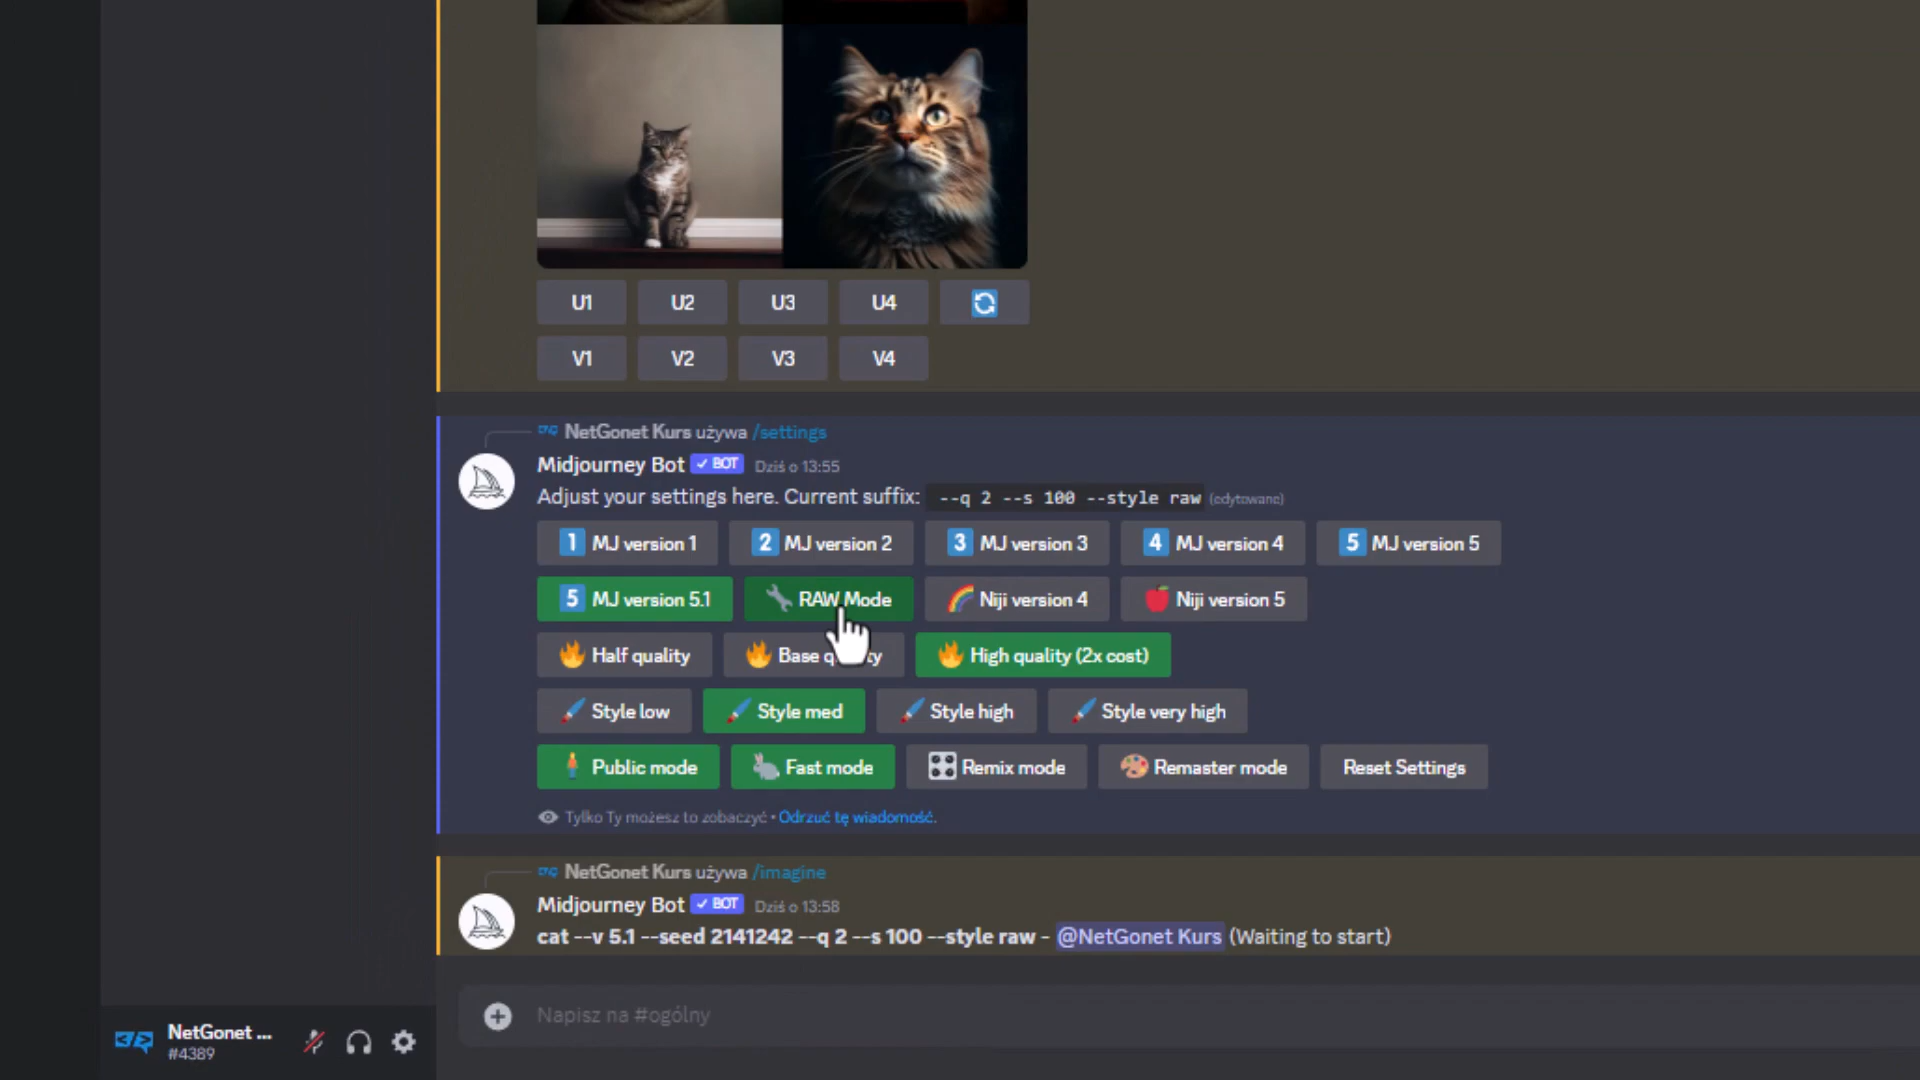 U1 U2 U3 U4
V1 V2 V3 V4
NetGonet Kurs używa /settings
Midjourney Bot BOT Dziś o 13:55
Adjust your settings here. Current suffix: --q 2 --s 100 --style raw (edytowane)
1 MJ version 1 2 MJ version 2 3 MJ version 3 4 MJ version 4 5 MJ version 5
5 MJ version 5.1 RAW Mode Niji version 4 Niji version 5
Half quality Base quality High quality (2x cost)
Style low Style med Style high Style very high
Public mode Fast mode Remix mode Remaster mode Reset Settings
Tylko Ty możesz to zobaczyć • Odrzuć tę wiadomość.
NetGonet Kurs używa /imagine
Midjourney Bot BOT Dziś o 13:58
cat --v 5.1 --seed 2141242 --q 2 --s 100 --style raw - @NetGonet Kurs (Waiting to start)
Napisz na #ogólny
NetGonet ...
#4389